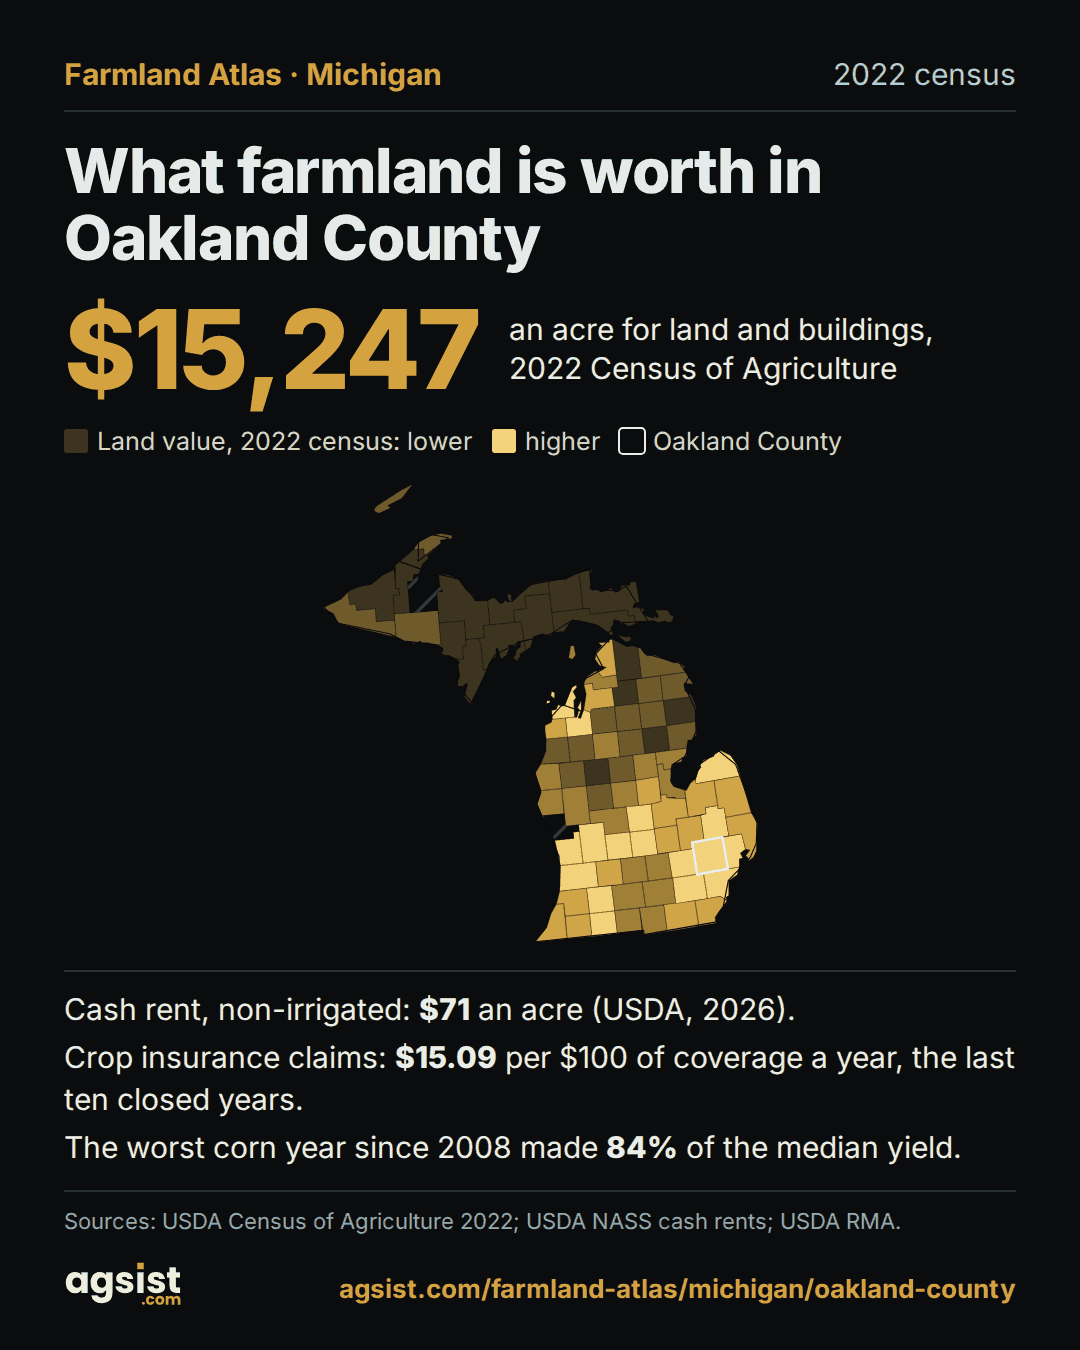 Farmland Atlas · Michigan
2022 census
What farmland is worth in
Oakland County
$15,247
an acre for land and buildings,
2022 Census of Agriculture
Land value, 2022 census: lower
higher
Oakland County
Cash rent, non-irrigated: $71 an acre (USDA, 2026).
Crop insurance claims: $15.09 per $100 of coverage a year, the last
ten closed years.
The worst corn year since 2008 made 84% of the median yield.
Sources: USDA Census of Agriculture 2022; USDA NASS cash rents; USDA RMA.
agsist
.com
agsist.com/farmland-atlas/michigan/oakland-county